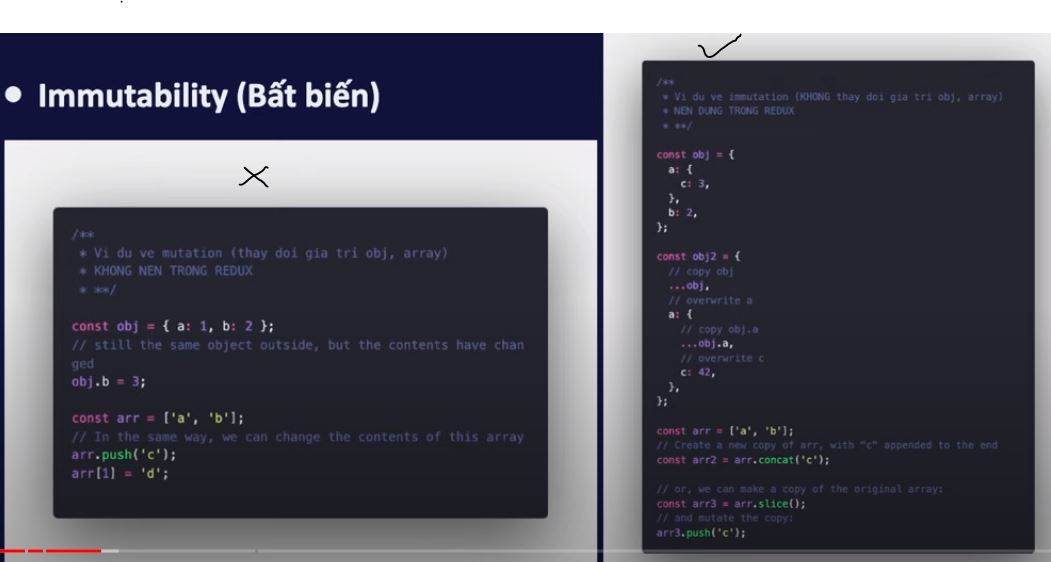 • Immutability (Bất biến)
/**
* Vi du ve mutation (thay doi gia tri obj, array)
* KHONG NEN TRONG REDUX
* **/
const obj = { a: 1, b: 2 };
// still the same object outside, but the contents have chan
ged
obj.b = 3;
const arr = ['a', 'b'];
// In the same way, we can change the contents of this array
arr.push('c');
arr[1] = 'd';
/**
* Vi du ve immutation (KHONG thay doi gia tri obj, array)
* NEN DUNG TRONG REDUX
* **/
const obj = {
a: {
c: 3,
},
b: 2,
};
const obj2 = {
// copy obj
...obj,
// overwrite a
a: {
// copy obj.a
...obj.a,
// overwrite c
c: 42,
},
};
const arr = ['a', 'b'];
// Create a new copy of arr, with "c" appended to the end
const arr2 = arr.concat('c');
// or, we can make a copy of the original array:
const arr3 = arr.slice();
// and mutate the copy:
arr3.push('c');